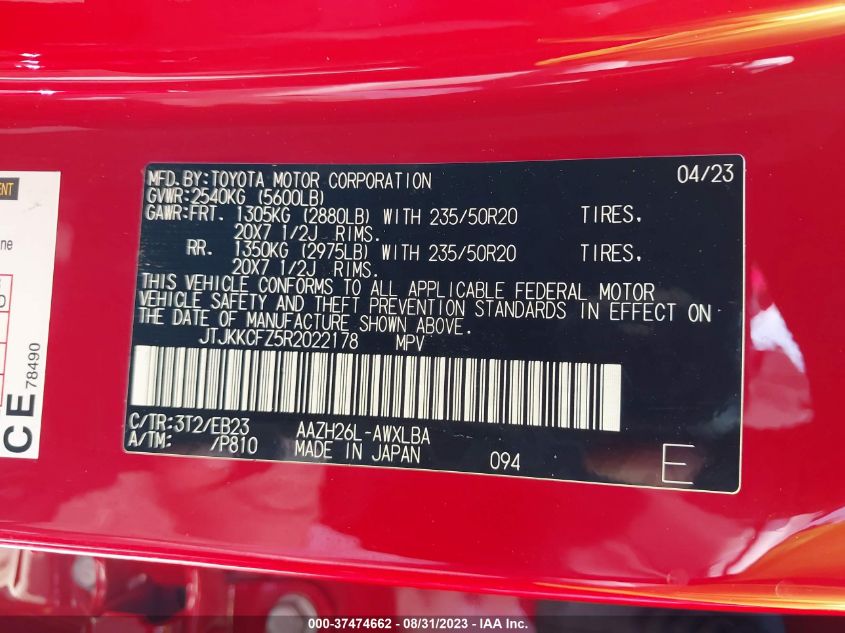 MFD.BY:TOYOTA MOTOR CORPORATION 04/23
GVWR:2540KG (5600LB)
GAWR:FRT. 1305KG (2880LB) WITH 235/50R20 TIRES.
20X7 1/2J RIMS.
RR. 1350KG (2975LB) WITH 235/50R20 TIRES.
20X7 1/2J RIMS.
THIS VEHICLE CONFORMS TO ALL APPLICABLE FEDERAL MOTOR
VEHICLE SAFETY AND THEFT PREVENTION STANDARDS IN EFFECT ON
THE DATE OF MANUFACTURE SHOWN ABOVE.
JTJKKCFZ5R2022178 MPV
C/TR:3T2/EB23 AAZH26L-AWXLBA
A/TM: /P810 MADE IN JAPAN 094 E
CE 78490
000-37474662 - 08/31/2023 - IAA Inc.